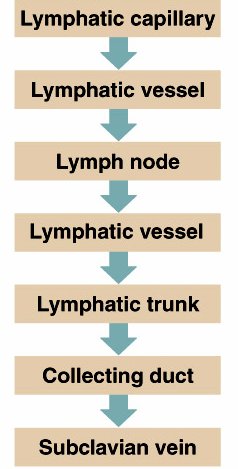 Lymphatic capillary
Lymphatic vessel
Lymph node
Lymphatic vessel
Lymphatic trunk
Collecting duct
Subclavian vein